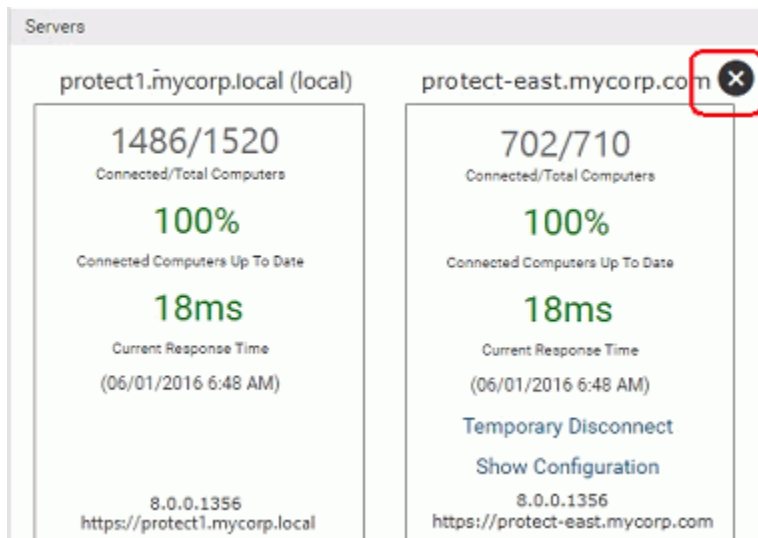 Servers
protect1.mycorp.local (local)
1486/1520
Connected/Total Computers
100%
Connected Computers Up To Date
18ms
Current Response Time
(06/01/2016 6:48 AM)
8.0.0.1356
https://protect1.mycorp.local
protect-east.mycorp.com
702/710
Connected/Total Computers
100%
Connected Computers Up To Date
18ms
Current Response Time
(06/01/2016 6:48 AM)
Temporary Disconnect
Show Configuration
8.0.0.1356
https://protect-east.mycorp.com